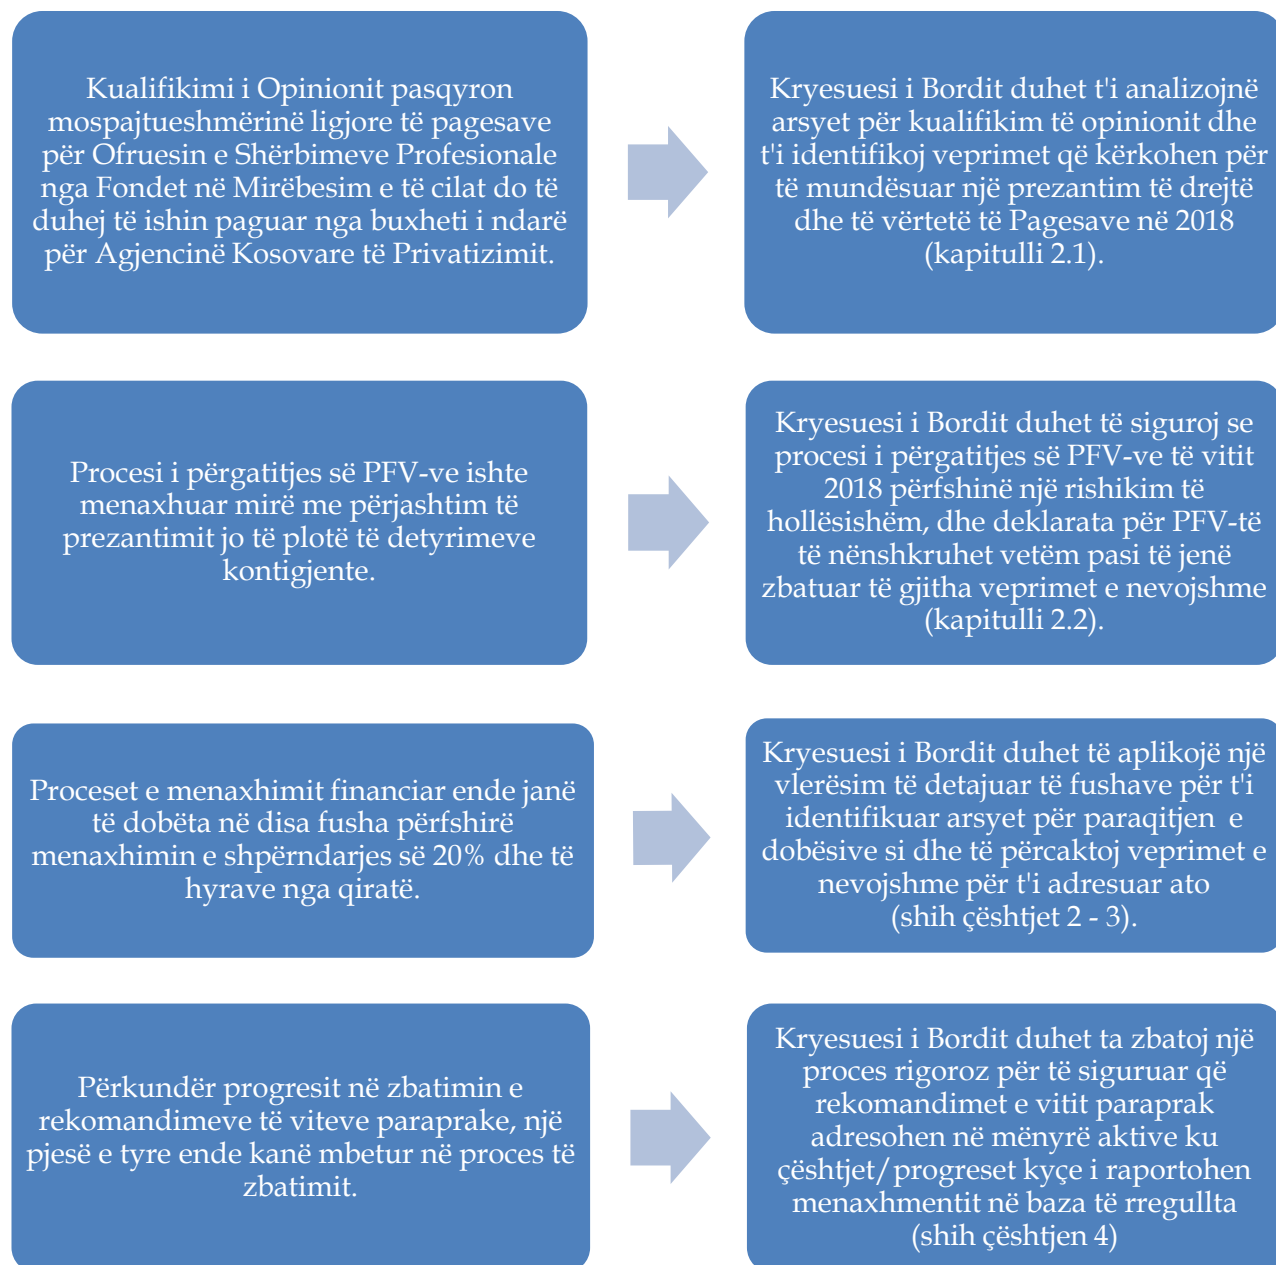 Kualifikimi i Opinionit pasqyron
mospajtueshmërinë ligjore të pagesave
për Ofruesin e Shërbimeve Profesionale
nga Fondet në Mirëbesim e të cilat do të
duhej të ishin paguar nga buxheti i ndarë
për Agjencinë Kosovare të Privatizimit.
Kryesuesi i Bordit duhet t'i analizojnë
arsyet për kualifikim të opinionit dhe
t'i identifikoj veprimet që kërkohen për
të mundësuar një prezantim të drejtë
dhe të vërtetë të Pagesave në 2018
(kapitulli 2.1).
Procesi i përgatitjes së PFV-ve ishte
menaxhuar mirë me përjashtim të
prezantimit jo të plotë të detyrimeve
kontigjente.
Kryesuesi i Bordit duhet të siguroj se
procesi i përgatitjes së PFV-ve të vitit
2018 përfshinë një rishikim të
hollësishëm, dhe deklarata për PFV-të
të nënshkruhet vetëm pasi të jenë
zbatuar të gjitha veprimet e nevojshme
(kapitulli 2.2).
Proceset e menaxhimit financiar ende janë
të dobëta në disa fusha përfshirë
menaxhimin e shpërndarjes së 20% dhe të
hyrave nga qiratë.
Kryesuesi i Bordit duhet të aplikojë një
vlerësim të detajuar të fushave për t'i
identifikuar arsyet për paraqitjen e
dobësive si dhe të përcaktoj veprimet e
nevojshme për t'i adresuar ato
(shih çështjet 2 - 3).
Përkundër progresit në zbatimin e
rekomandimeve të viteve paraprake, një
pjesë e tyre ende kanë mbetur në proces të
zbatimit.
Kryesuesi i Bordit duhet ta zbatoj një
proces rigoroz për të siguruar që
rekomandimet e vitit paraprak
adresohen në mënyrë aktive ku
çështjet/progreset kyçe i raportohen
menaxhmentit në baza të rregullta
(shih çështjen 4)